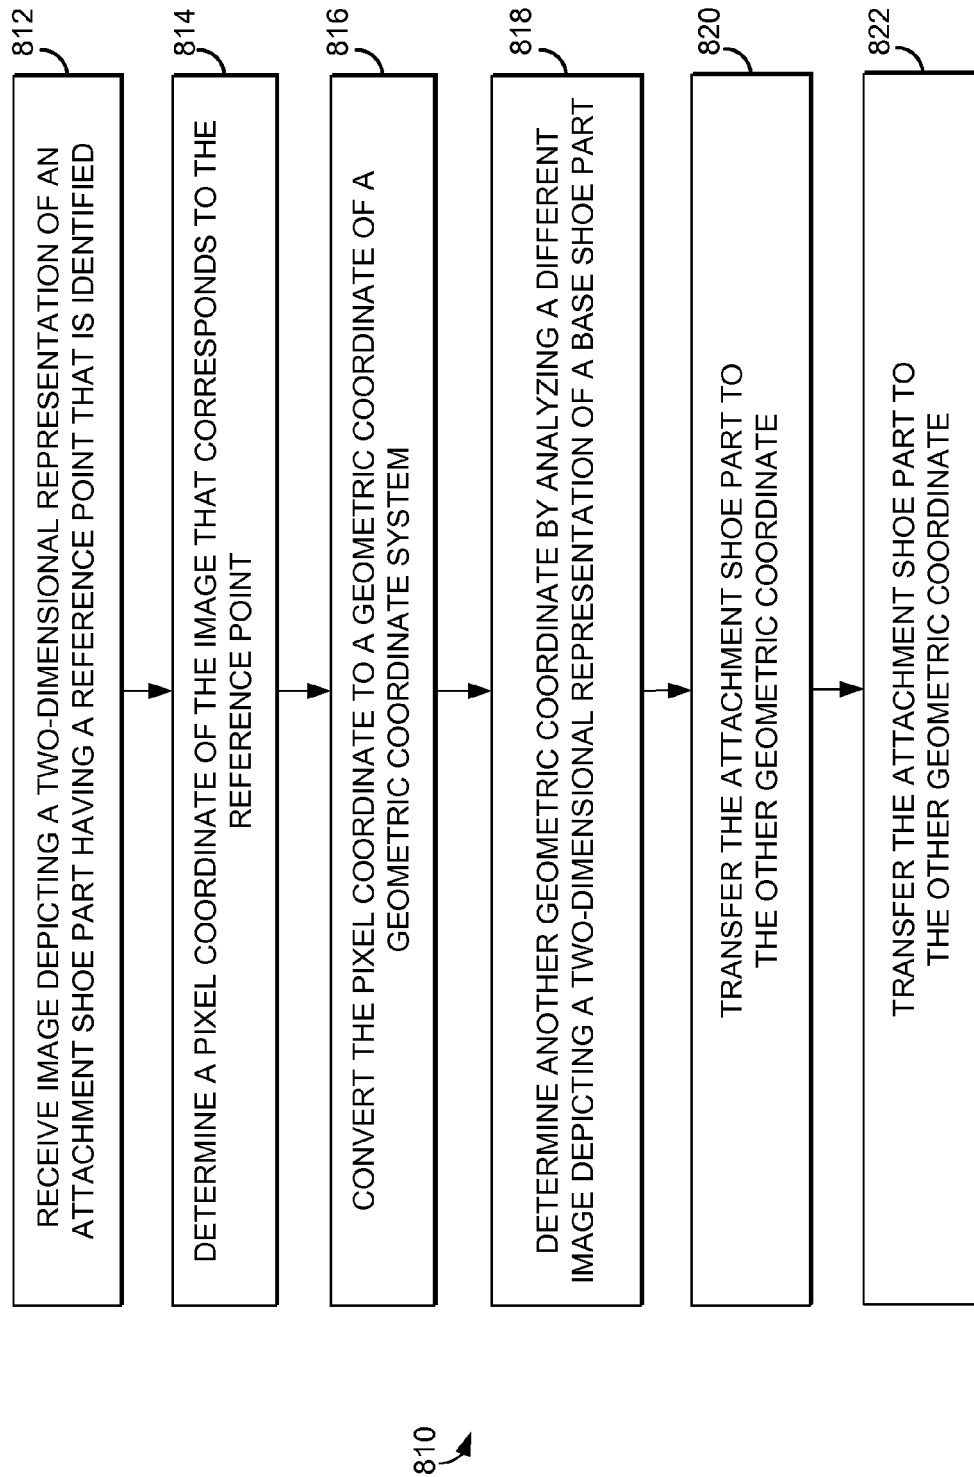 810
812
RECEIVE IMAGE DEPICTING A TWO-DIMENSIONAL REPRESENTATION OF AN
ATTACHMENT SHOE PART HAVING A REFERENCE POINT THAT IS IDENTIFIED
814
DETERMINE A PIXEL COORDINATE OF THE IMAGE THAT CORRESPONDS TO THE
REFERENCE POINT
816
CONVERT THE PIXEL COORDINATE TO A GEOMETRIC COORDINATE OF A
GEOMETRIC COORDINATE SYSTEM
818
DETERMINE ANOTHER GEOMETRIC COORDINATE BY ANALYZING A DIFFERENT
IMAGE DEPICTING A TWO-DIMENSIONAL REPRESENTATION OF A BASE SHOE PART
820
TRANSFER THE ATTACHMENT SHOE PART TO
THE OTHER GEOMETRIC COORDINATE
822
TRANSFER THE ATTACHMENT SHOE PART TO
THE OTHER GEOMETRIC COORDINATE